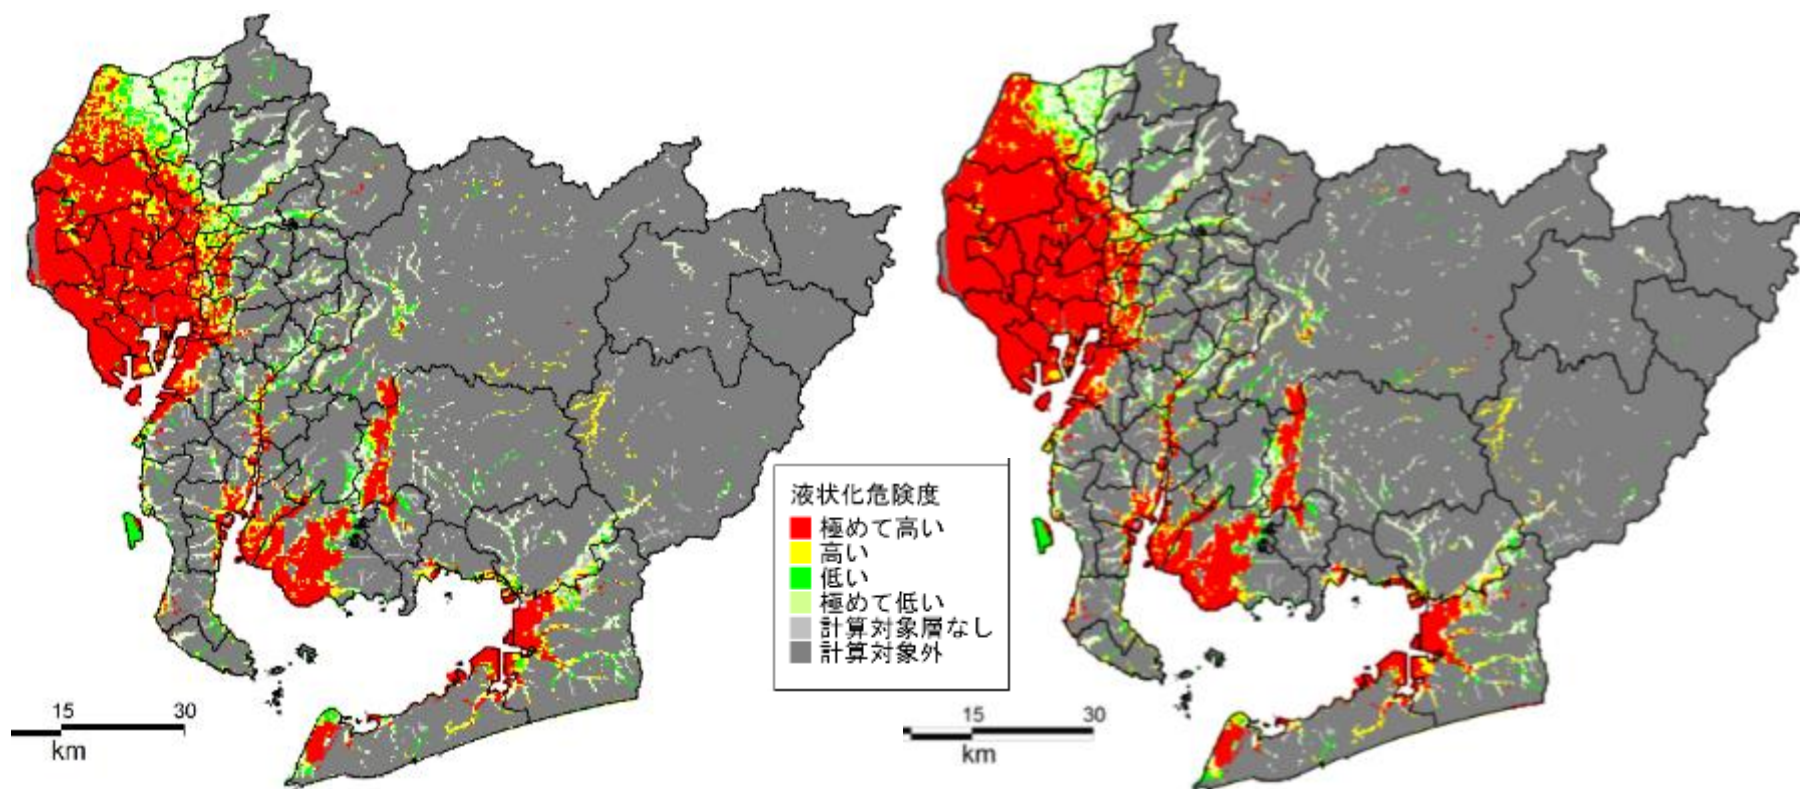 液状化危険度
極めて高い
高い
低い
極めて低い
計算対象層なし
計算対象外
15 30
km
15 30
km